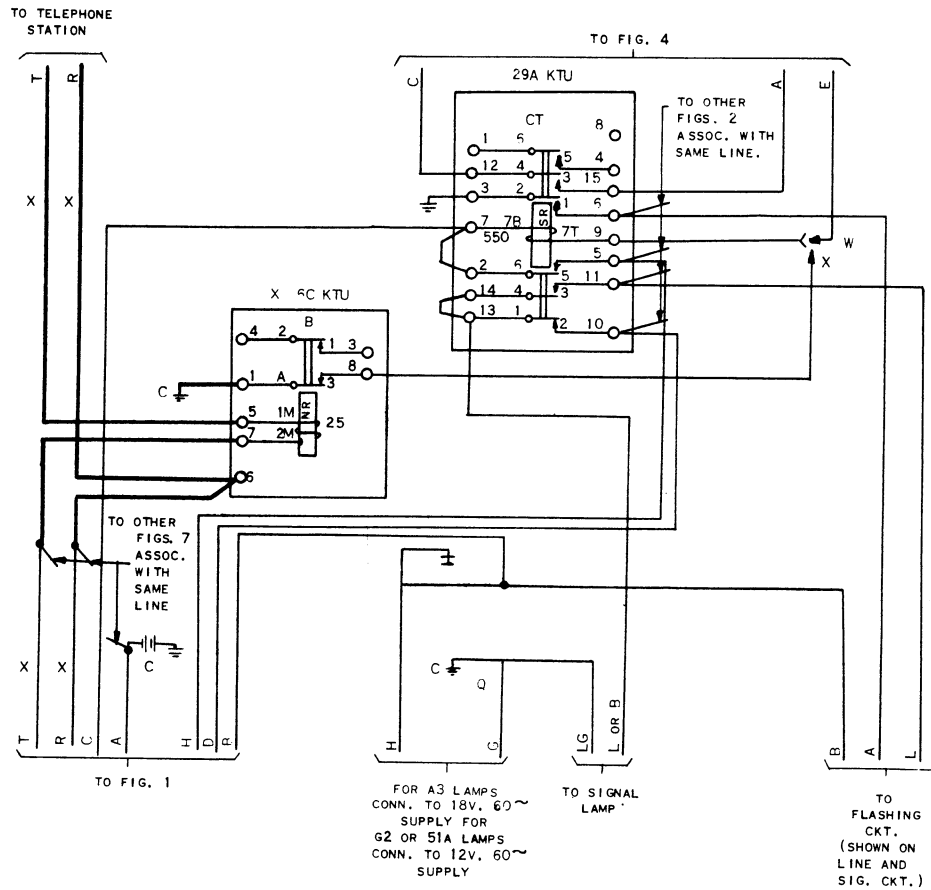 TO TELEPHONE
STATION
T
R
X
X
TO FIG. 4
C
A
E
29A KTU
CT
TO OTHER
FIGS. 2
ASSOC. WITH
SAME LINE.
1 6
8
12 4
5 4
3 2
3 15
1 6
7 7B
SR
7T 9
550
5
W
X
2 6
5 11
14 4
3
13 1
2 10
X 6C KTU
B
4 2
1 3
8
C
1 A
3
5 1M
NR
25
7 2M
6
TO OTHER
FIGS. 7
ASSOC.
WITH
SAME
LINE
C
X
X
C
Q
T
R
C
A
H
D
B
H
G
LG
L OR B
B
A
L
TO FIG. 1
FOR A3 LAMPS
CONN. TO 18V. 60~
SUPPLY FOR
G2 OR 51A LAMPS
CONN. TO 12V. 60~
SUPPLY
TO SIGNAL
LAMP
TO
FLASHING
CKT.
(SHOWN ON
LINE AND
SIG. CKT.)